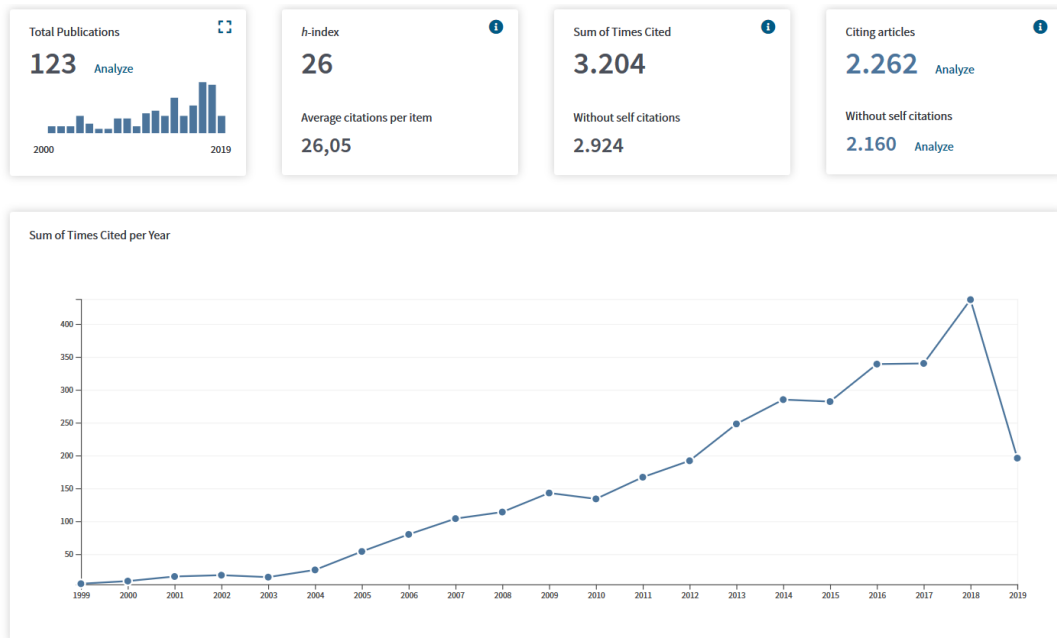 Total Publications
123 Analyze
2000 2019
h-index
26
Average citations per item
26,05
Sum of Times Cited
3.204
Without self citations
2.924
Citing articles
2.262 Analyze
Without self citations
2.160 Analyze
Sum of Times Cited per Year
400
350
300
250
200
150
100
50
1999 2000 2001 2002 2003 2004 2005 2006 2007 2008 2009 2010 2011 2012 2013 2014 2015 2016 2017 2018 2019